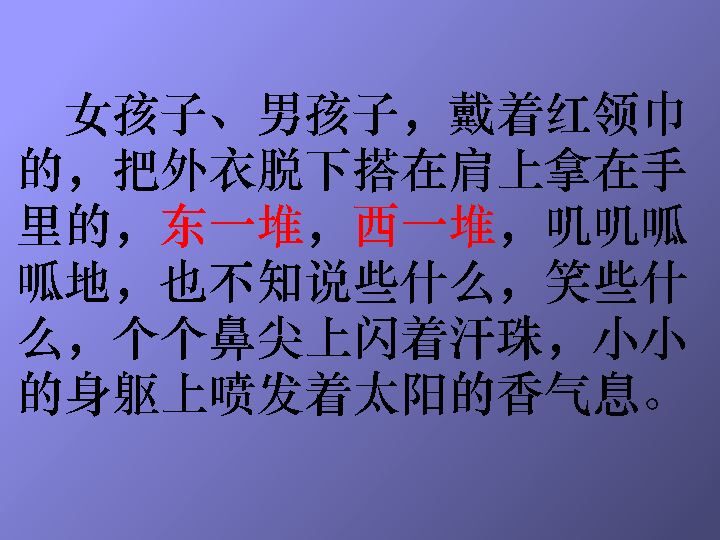 女孩子、男孩子，戴着红领巾
的，把外衣脱下搭在肩上拿在手
里的，东一堆，西一堆，叽叽呱
呱地，也不知说些什么，笑些什
么，个个鼻尖上闪着汗珠，小小
的身躯上喷发着太阳的香气息。